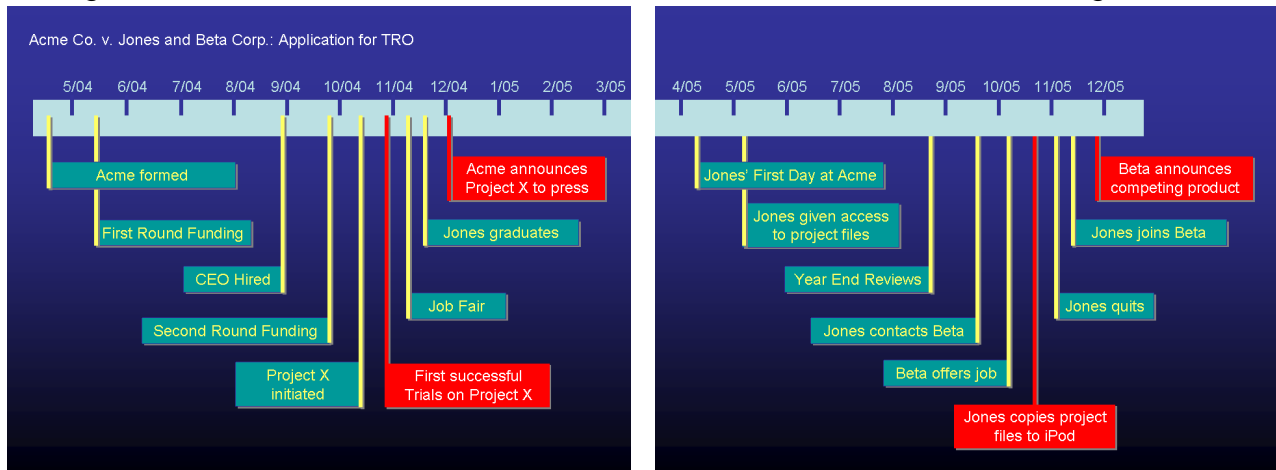 Acme Co. v. Jones and Beta Corp.: Application for TRO
5/04 6/04 7/04 8/04 9/04 10/04 11/04 12/04 1/05 2/05 3/05
Acme formed
First Round Funding
CEO Hired
Second Round Funding
Project X
initiated
Acme announces
Project X to press
Jones graduates
Job Fair
First successful
Trials on Project X
4/05 5/05 6/05 7/05 8/05 9/05 10/05 11/05 12/05
Jones' First Day at Acme
Jones given access
to project files
Year End Reviews
Jones contacts Beta
Beta offers job
Jones copies project
files to iPod
Beta announces
competing product
Jones joins Beta
Jones quits